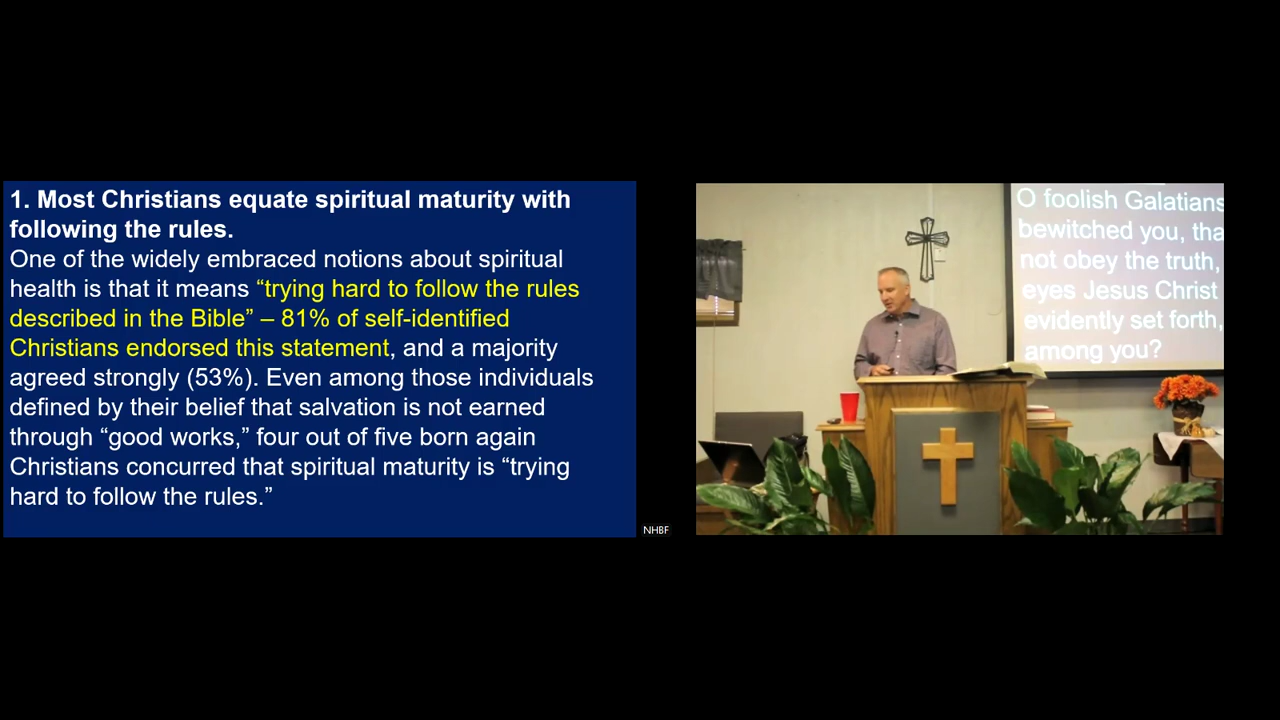 1. Most Christians equate spiritual maturity with
following the rules.
One of the widely embraced notions about spiritual
health is that it means “trying hard to follow the rules
described in the Bible” – 81% of self-identified
Christians endorsed this statement, and a majority
agreed strongly (53%). Even among those individuals
defined by their belief that salvation is not earned
through “good works,” four out of five born again
Christians concurred that spiritual maturity is “trying
hard to follow the rules.”
NHBF
O foolish Galatians
bewitched you, tha
not obey the truth,
eyes Jesus Christ
evidently set forth,
among you?